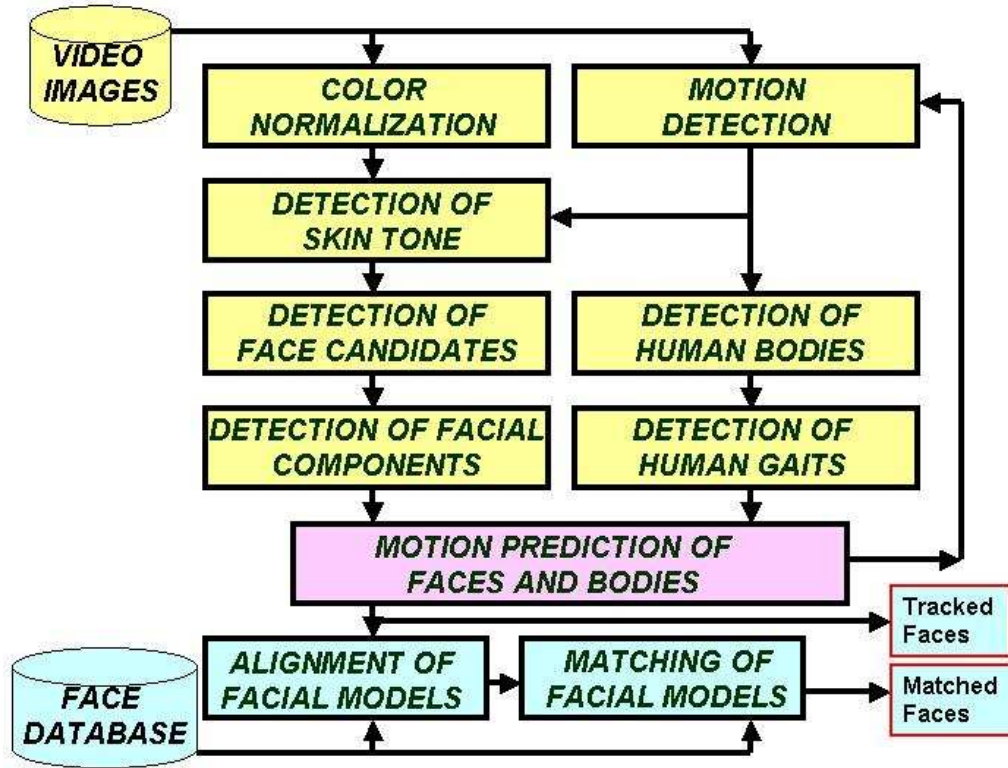 VIDEO
IMAGES
COLOR
NORMALIZATION
MOTION
DETECTION
DETECTION OF
SKIN TONE
DETECTION OF
FACE CANDIDATES
DETECTION OF
HUMAN BODIES
DETECTION OF FACIAL
COMPONENTS
DETECTION OF
HUMAN GAITS
MOTION PREDICTION OF
FACES AND BODIES
Tracked
Faces
FACE
DATABASE
ALIGNMENT OF
FACIAL MODELS
MATCHING OF
FACIAL MODELS
Matched
Faces